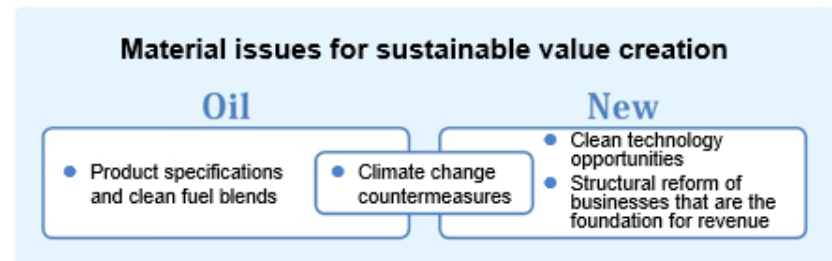 Material issues for sustainable value creation
Oil
New
Product specifications
and clean fuel blends
Climate change
countermeasures
Clean technology
opportunities
Structural reform of
businesses that are the
foundation for revenue